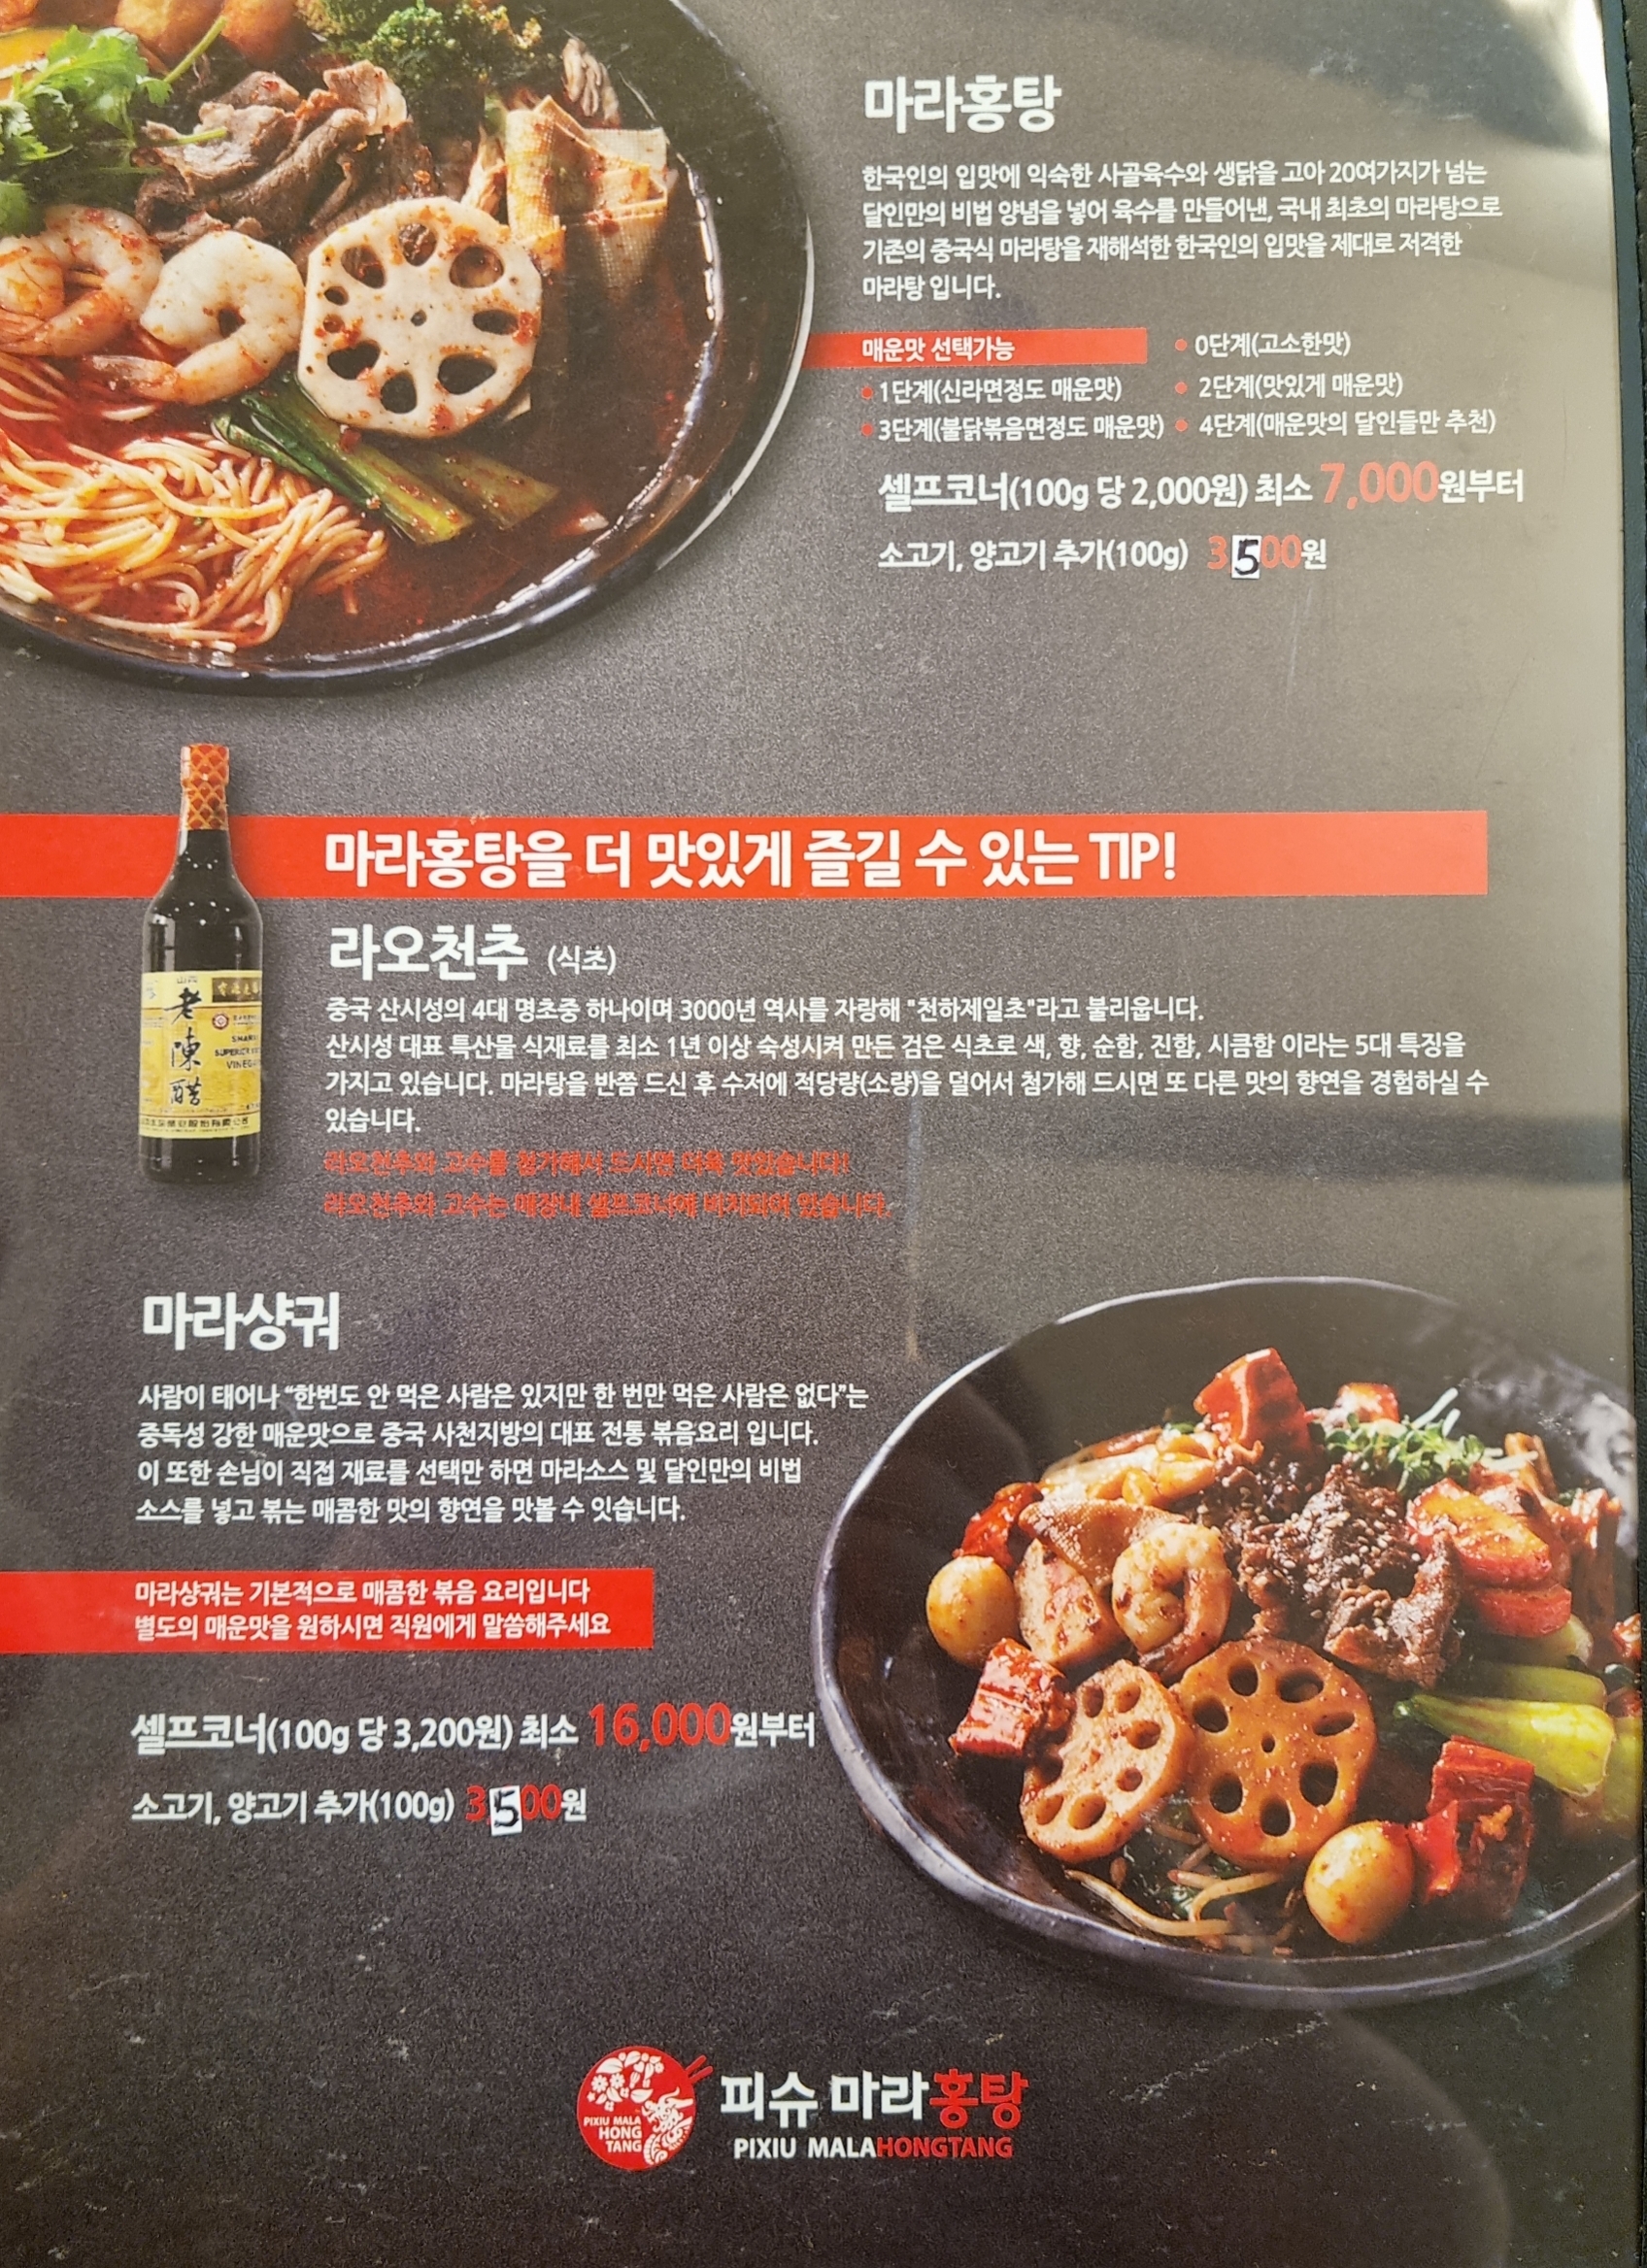 마라홍탕
한국인의 입맛에 익숙한 사골육수와 생닭을 고아 20여가지가 넘는
달인만의 비법 양념을 넣어 육수를 만들어낸, 국내 최초의 마라탕으로
기존의 중국식 마라탕을 재해석한 한국인의 입맛을 제대로 저격한
마라탕 입니다.
매운맛 선택가능
• 0단계(고소한맛)
• 1단계(신라면정도 매운맛)
• 2단계(맛있게 매운맛)
• 3단계(불닭볶음면정도 매운맛)
• 4단계(매운맛의 달인들만 추천)
셀프코너(100g 당 2,000원) 최소 7,000원부터
소고기, 양고기 추가(100g) 3500원
마라홍탕을 더 맛있게 즐길 수 있는 TIP!
라오천추 (식초)
중국 산시성의 4대 명초중 하나이며 3000년 역사를 자랑해 "천하제일초"라고 불리웁니다.
산시성 대표 특산물 식재료를 최소 1년 이상 숙성시켜 만든 검은 식초로 색, 향, 순함, 진함, 시큼함 이라는 5대 특징을
가지고 있습니다. 마라탕을 반쯤 드신 후 수저에 적당량(소량)을 덜어서 첨가해 드시면 또 다른 맛의 향연을 경험하실 수
있습니다.
라오천추와 고수를 첨가해서 드시면 더욱 맛있습니다!
라오천추와 고수는 매장내 셀프코너에 비치되어 있습니다.
老
陳
醋
SUPERIOR
마라샹궈
사람이 태어나 “한번도 안 먹은 사람은 있지만 한 번만 먹은 사람은 없다”는
중독성 강한 매운맛으로 중국 사천지방의 대표 전통 볶음요리 입니다.
이 또한 손님이 직접 재료를 선택만 하면 마라소스 및 달인만의 비법
소스를 넣고 볶는 매콤한 맛의 향연을 맛볼 수 잇습니다.
마라샹궈는 기본적으로 매콤한 볶음 요리입니다
별도의 매운맛을 원하시면 직원에게 말씀해주세요
셀프코너(100g 당 3,200원) 최소 16,000원부터
소고기, 양고기 추가(100g) 3,500원
PIXIU MALA
HONG
TANG
피슈 마라홍탕
PIXIU MALAHONGTANG